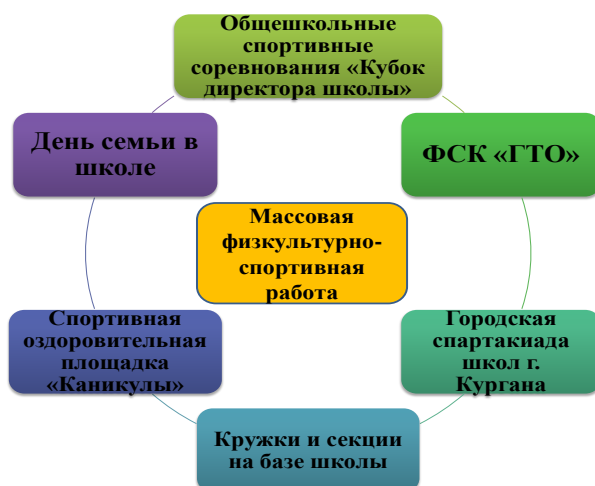 Общешкольные
спортивные
соревнования «Кубок
директора школы»
День семьи в
школе
ФСК «ГТО»
Массовая
физкультурно-
спортивная
работа
Спортивная
оздоровительная
площадка
«Каникулы»
Городская
спартакиада
школ г.
Кургана
Кружки и секции
на базе школы